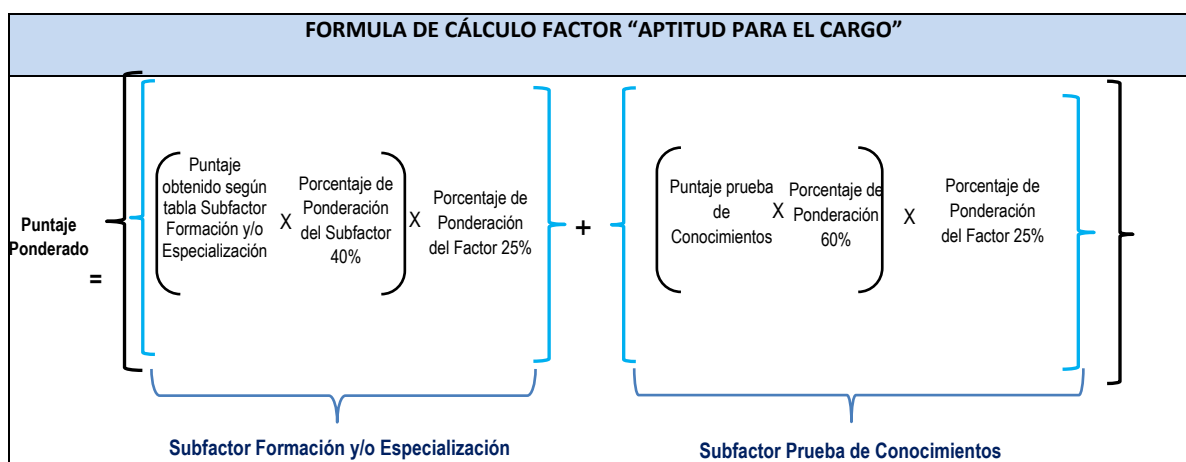 FORMULA DE CÁLCULO FACTOR “APTITUD PARA EL CARGO”
Puntaje
Ponderado
=
Puntaje
obtenido según
tabla Subfactor
Formación y/o
Especialización
X
Porcentaje de
Ponderación
del Subfactor
40%
X
Porcentaje de
Ponderación
del Factor 25%
+
Puntaje prueba
de
Conocimientos
X
Porcentaje de
Ponderación
60%
X
Porcentaje de
Ponderación
del Factor 25%
Subfactor Formación y/o Especialización
Subfactor Prueba de Conocimientos